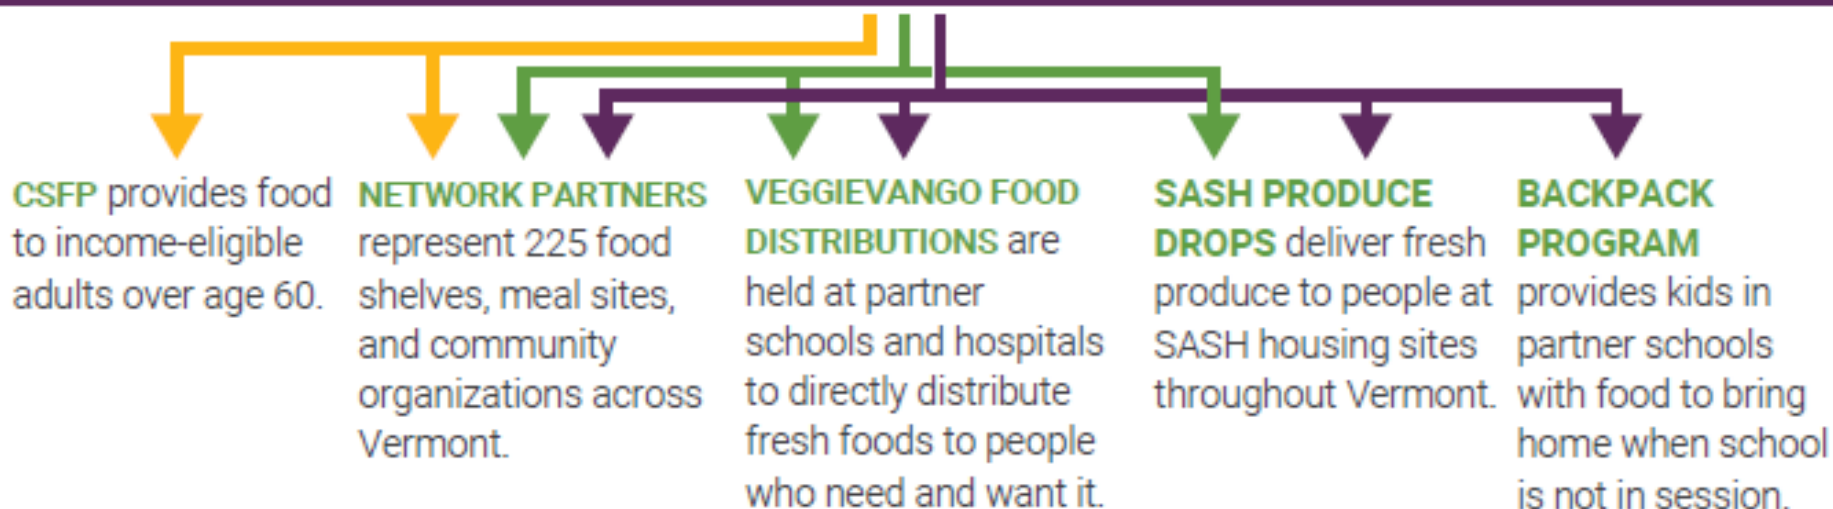 CSFP provides food
to income-eligible
adults over age 60.
NETWORK PARTNERS
represent 225 food
shelves, meal sites,
and community
organizations across
Vermont.
VEGGIEVANGO FOOD
DISTRIBUTIONS are
held at partner
schools and hospitals
to directly distribute
fresh foods to people
who need and want it.
SASH PRODUCE
DROPS deliver fresh
produce to people at
SASH housing sites
throughout Vermont.
BACKPACK
PROGRAM
provides kids in
partner schools
with food to bring
home when school
is not in session.